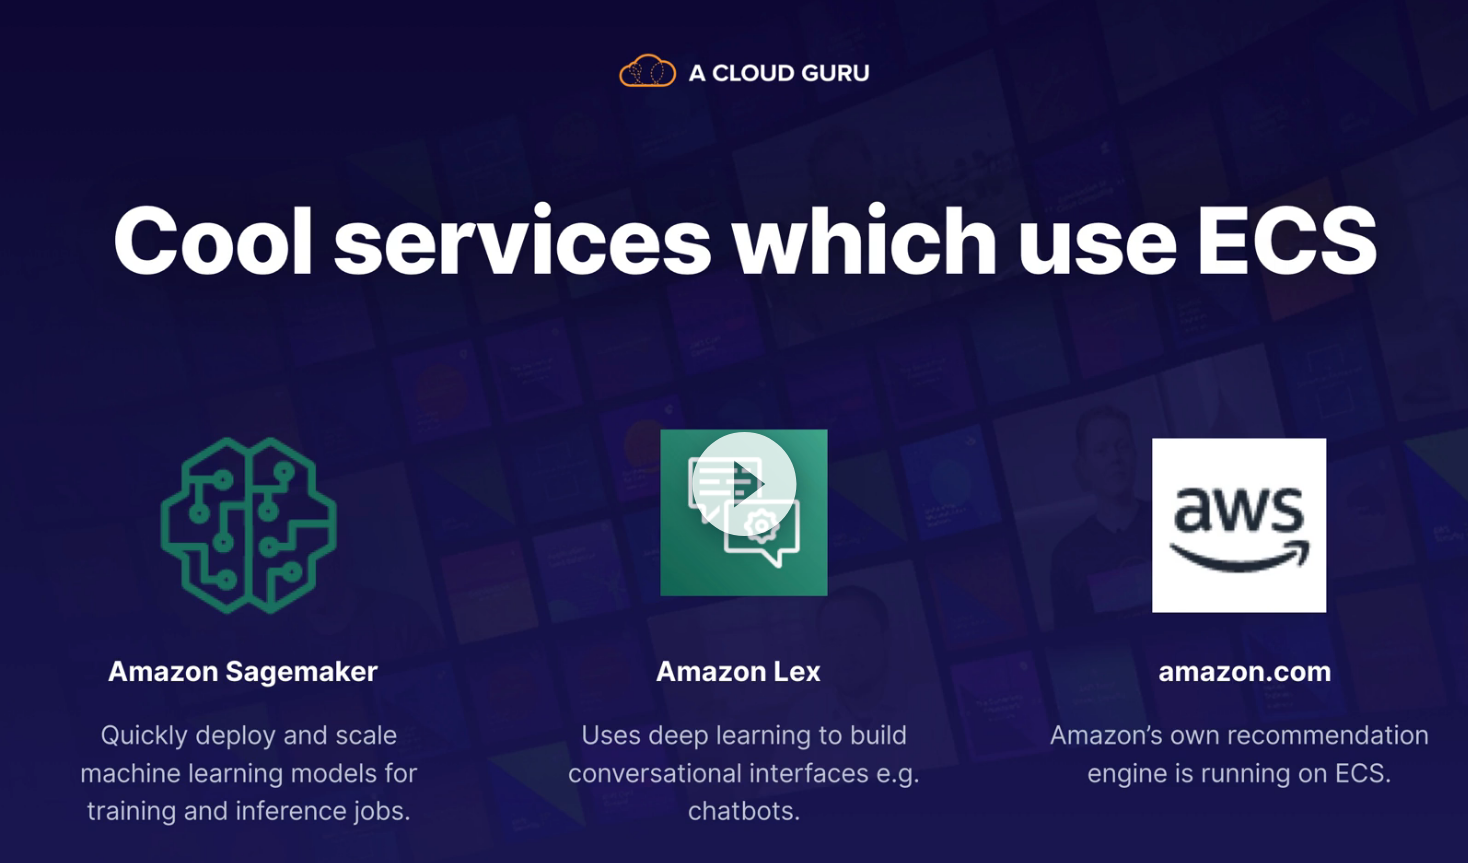 A CLOUD GURU
Cool services which use ECS
aws
Amazon Sagemaker
Quickly deploy and scale
machine learning models for
training and inference jobs.
Amazon Lex
Uses deep learning to build
conversational interfaces e.g.
chatbots.
amazon.com
Amazon’s own recommendation
engine is running on ECS.